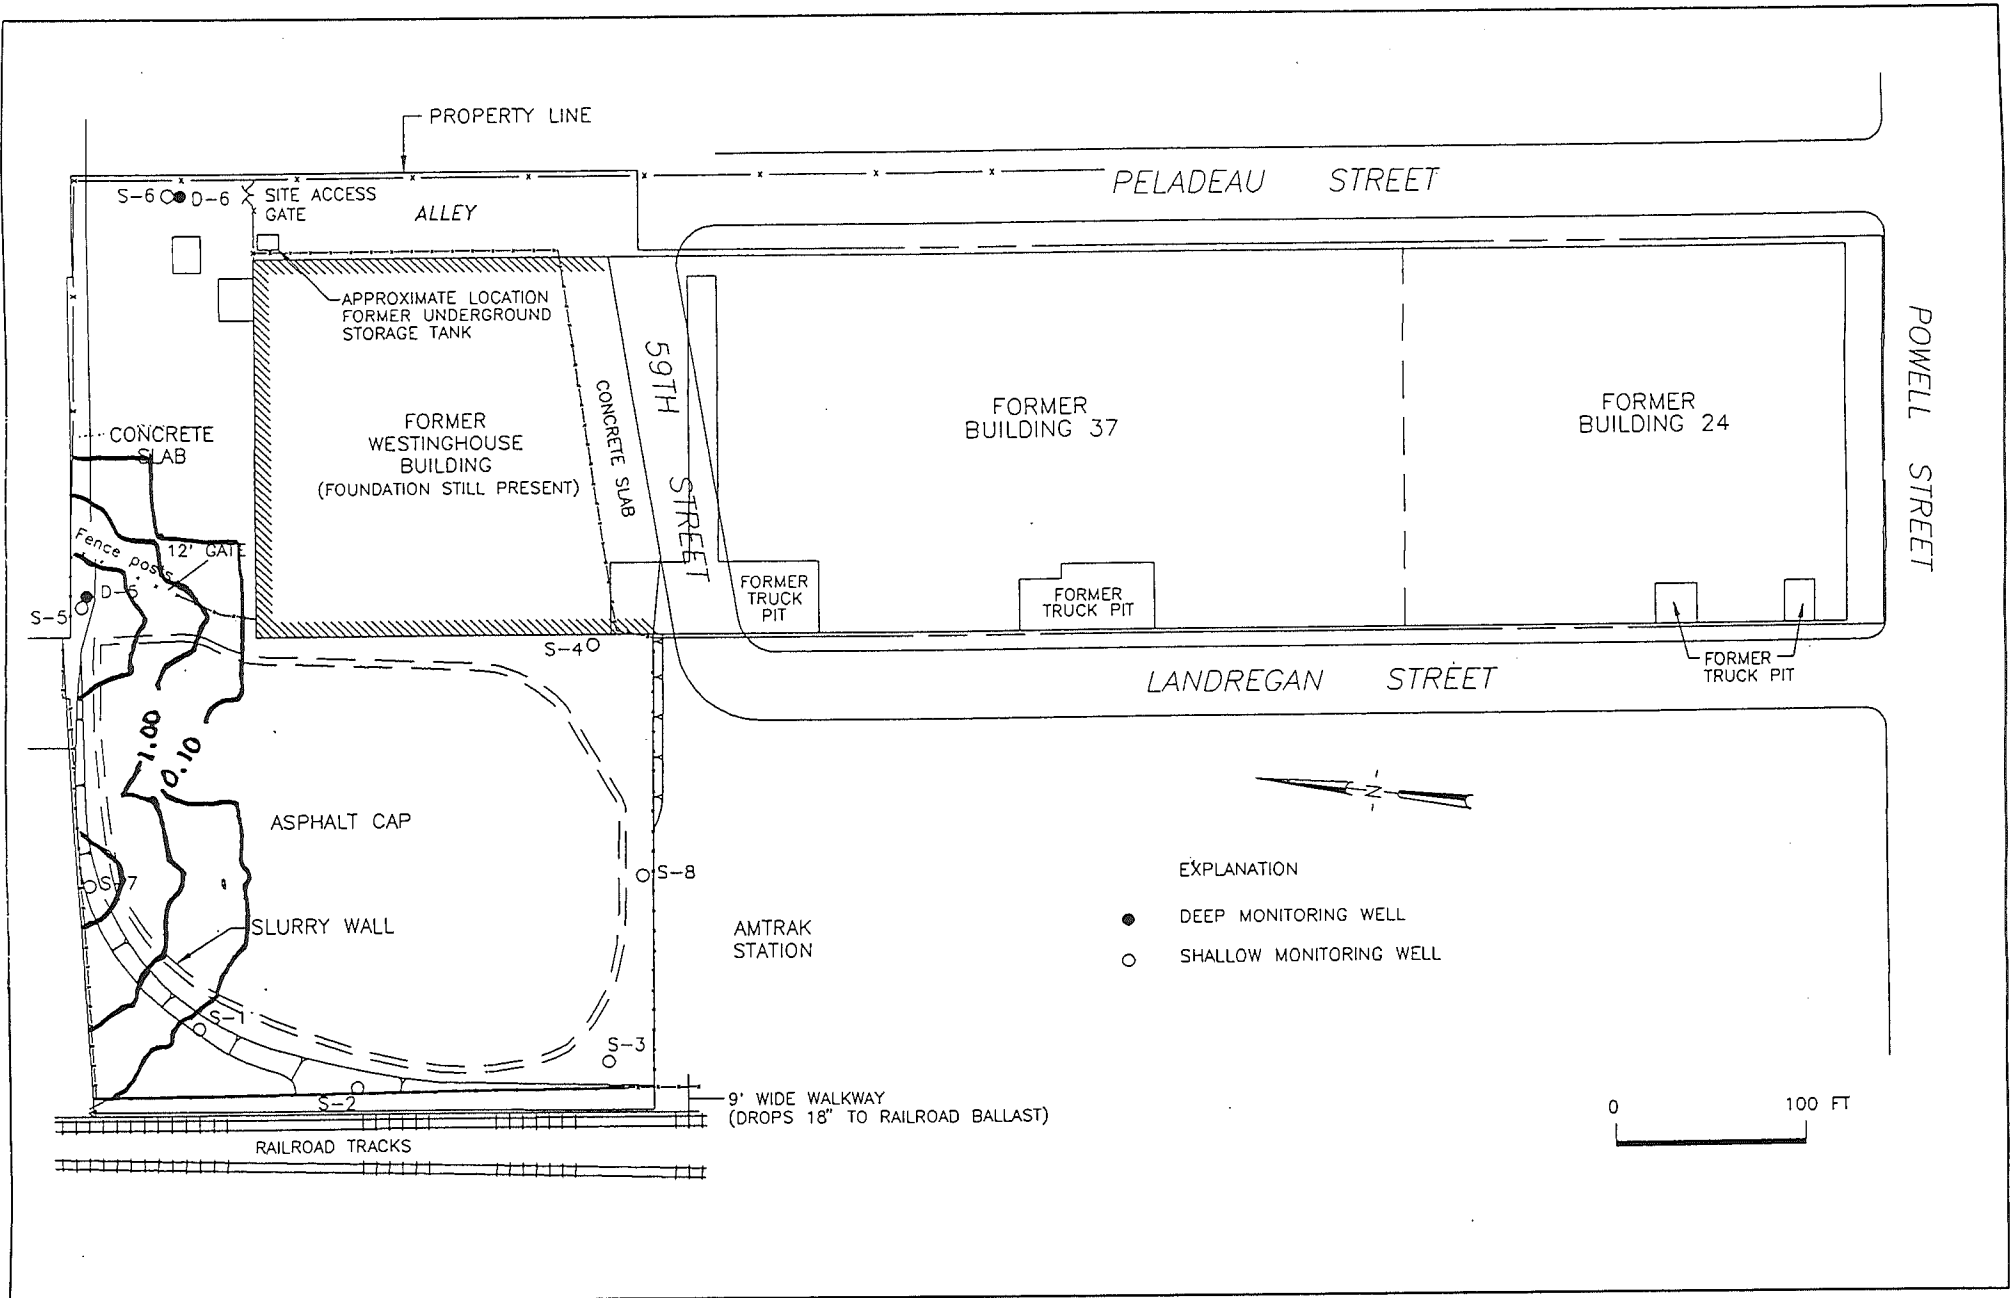 PROPERTY LINE
S-6
D-6
SITE ACCESS
GATE
ALLEY
PELADEAU STREET
APPROXIMATE LOCATION
FORMER UNDERGROUND
STORAGE TANK
POWELL STREET
59TH STREET
CONCRETE SLAB
FORMER
WESTINGHOUSE
BUILDING
(FOUNDATION STILL PRESENT)
FORMER
BUILDING 37
FORMER
BUILDING 24
CONCRETE
SLAB
Fence posts
12' GATE
D-5
S-5
FORMER
TRUCK
PIT
FORMER
TRUCK PIT
FORMER
TRUCK PIT
S-4
LANDREGAN STREET
1.00
0.10
N
ASPHALT CAP
S-7
S-8
SLURRY WALL
AMTRAK
STATION
EXPLANATION
DEEP MONITORING WELL
SHALLOW MONITORING WELL
S-1
S-3
S-2
9' WIDE WALKWAY
(DROPS 18" TO RAILROAD BALLAST)
RAILROAD TRACKS
0 100 FT